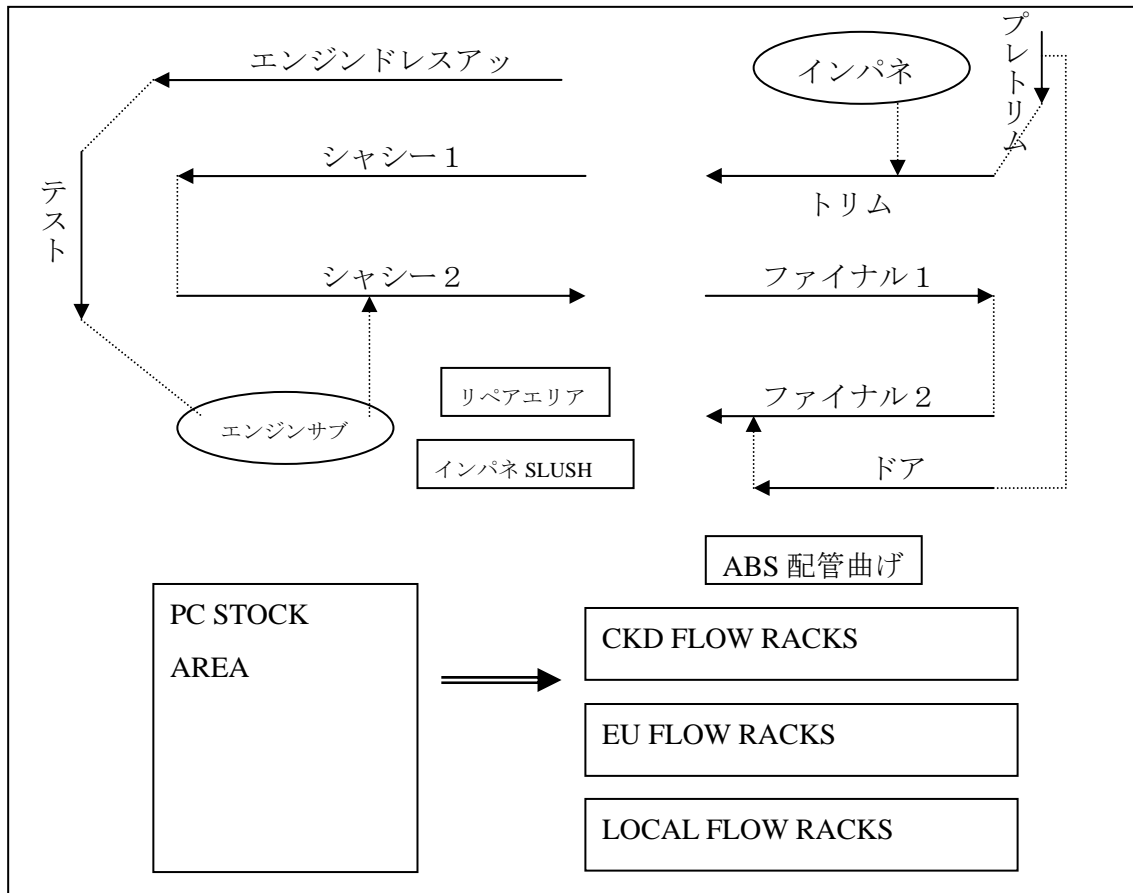 エンジンドレスアッ
インパネ
プレトリム
シャシー１
トリム
テスト
シャシー２
ファイナル１
リペアエリア
ファイナル２
エンジンサブ
インパネ SLUSH
ドア
ABS 配管曲げ
PC STOCK
AREA
CKD FLOW RACKS
EU FLOW RACKS
LOCAL FLOW RACKS